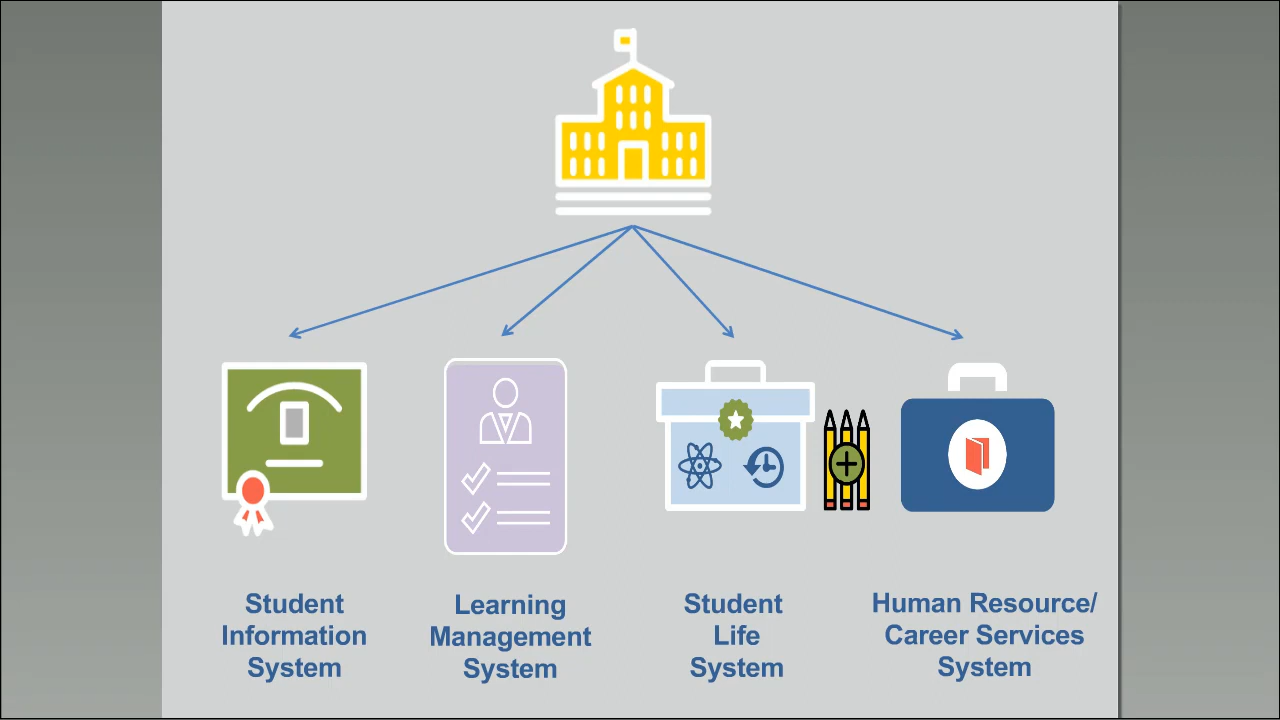 Student
Information
System
Learning
Management
System
Student
Life
System
Human Resource/
Career Services
System